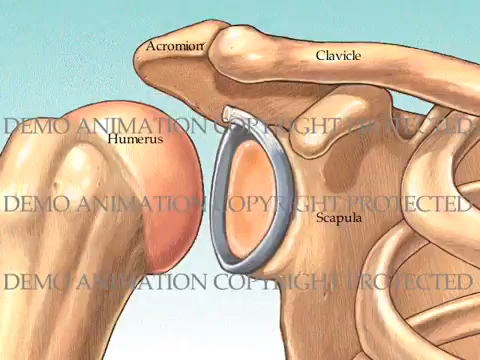 Acromion
Clavicle
DEMO ANIMATION COPYRIGHT PROTECTED
Humerus
DEMO ANIMATION COPYRIGHT PROTECTED
Scapula
DEMO ANIMATION COPYRIGHT PROTECTED